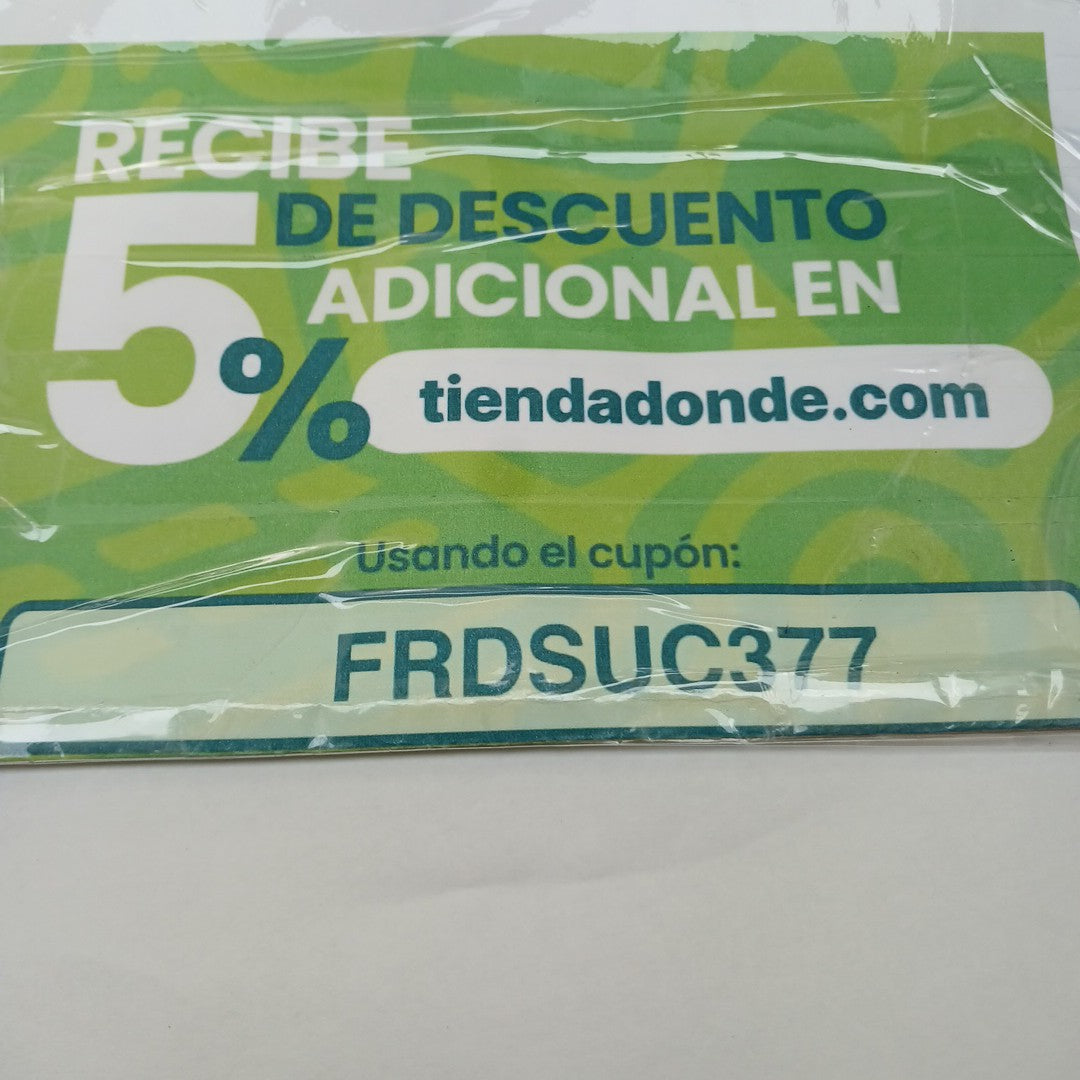 RECIBE
5% DE DESCUENTO
ADICIONAL EN
tiendadonde.com
Usando el cupón:
FRDSUC377